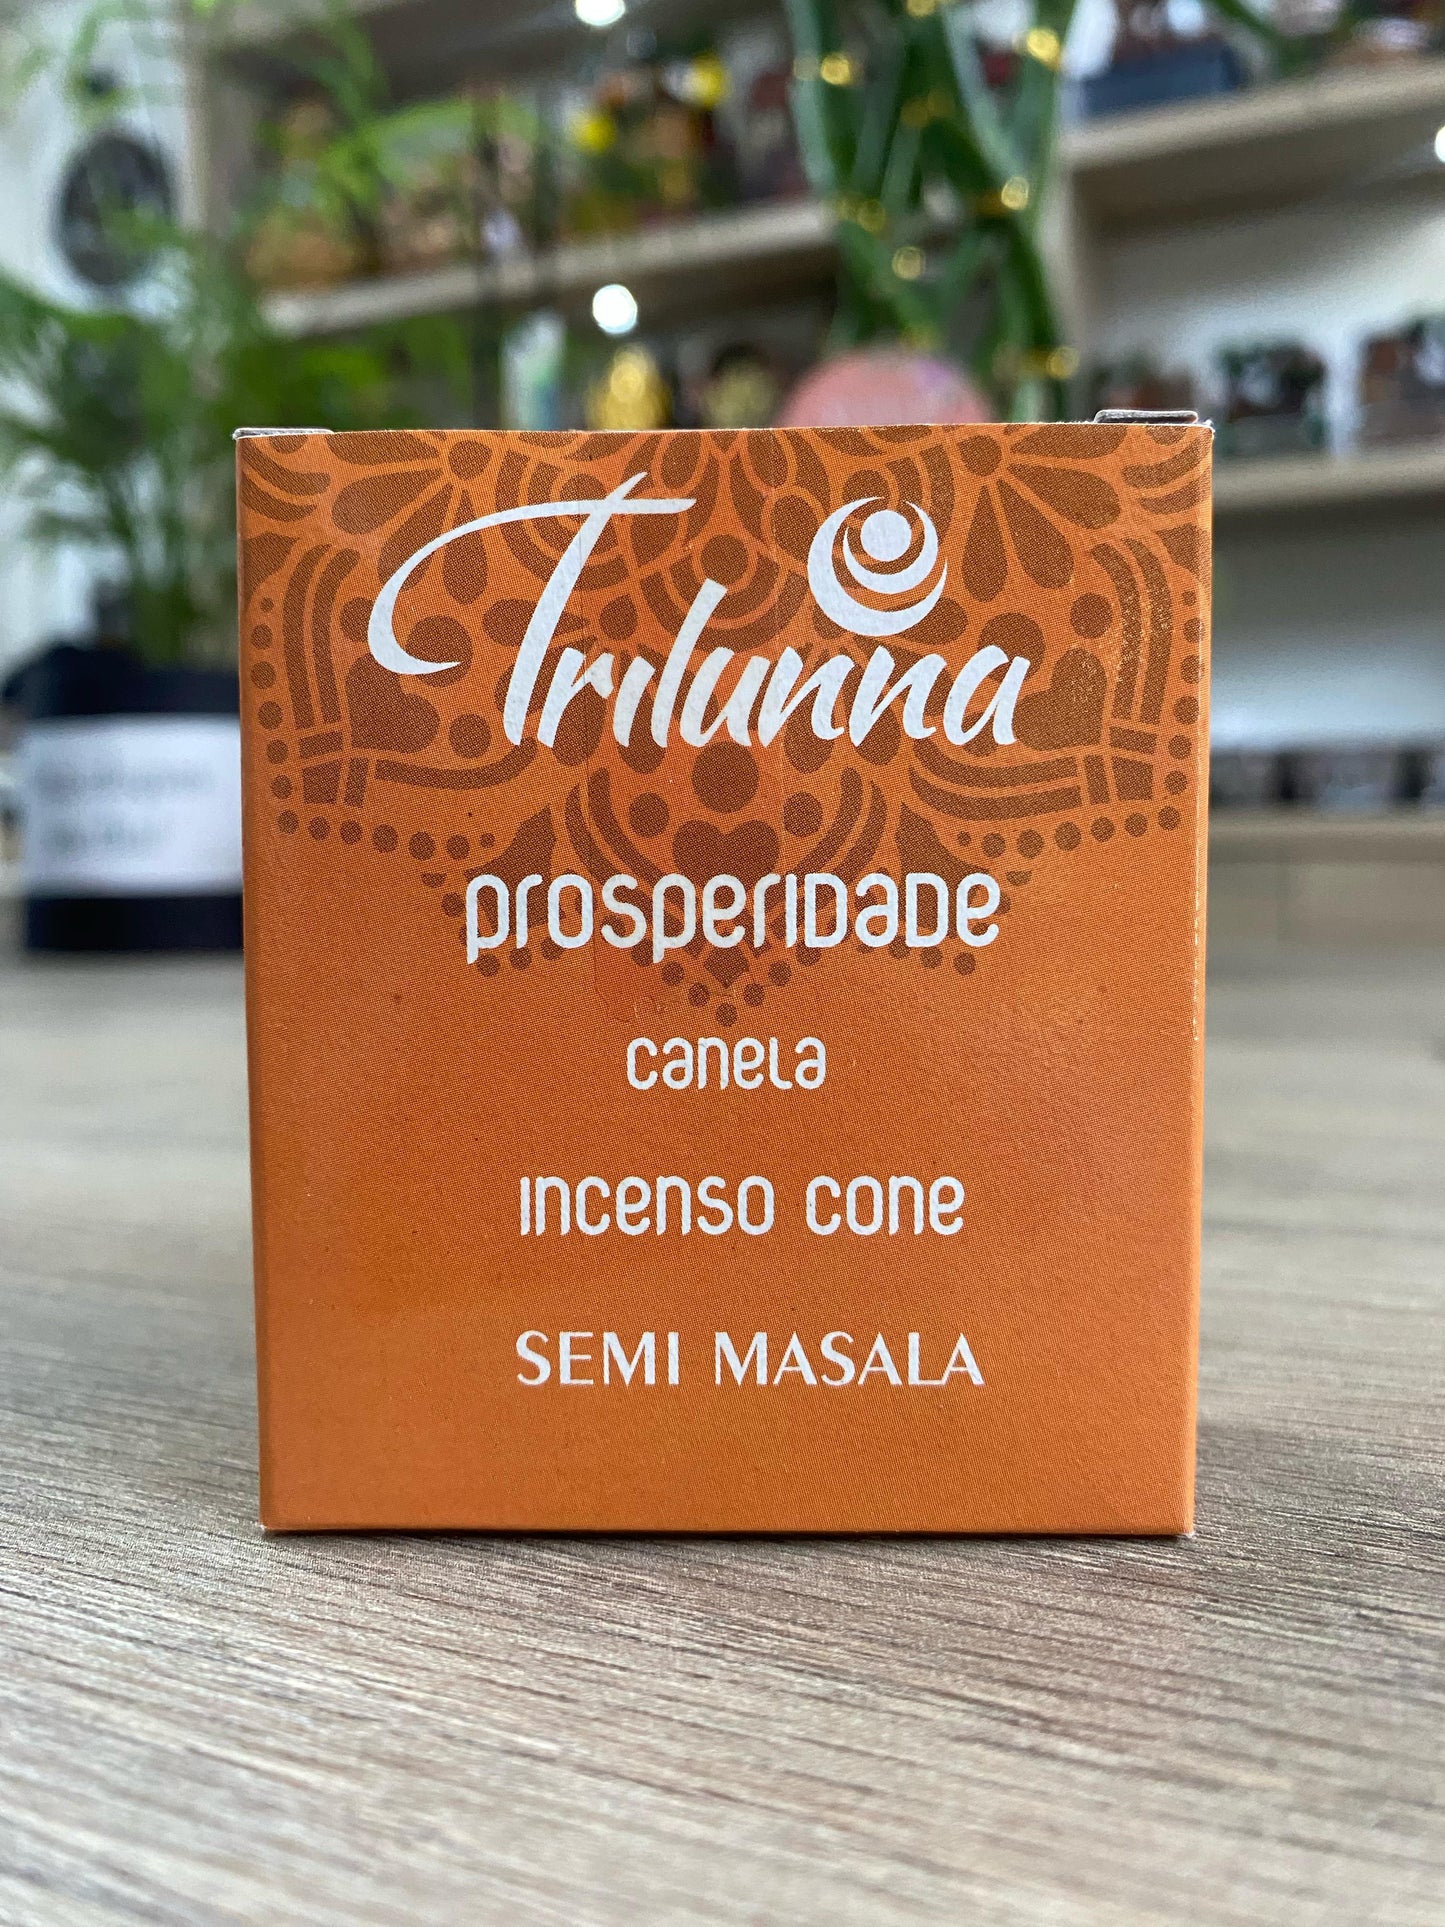 Trilunna
prosperidade
canela
incenso cone
SEMI MASALA